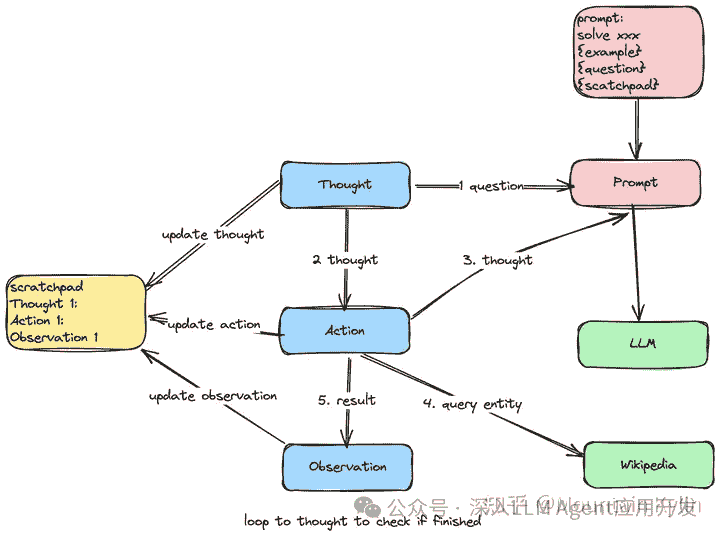 prompt:
solve xxx
{example}
{question}
{scatchpad}
Thought
1 question
Prompt
update thought
2 thought
3. thought
scratchpad
Thought 1:
Action 1:
Observation 1
update action
Action
LLM
update observation
5. result
4. query entity
Observation
Wikipedia
公众号·深入LLM Agent应用开发
知乎
loop to thought to check if finished